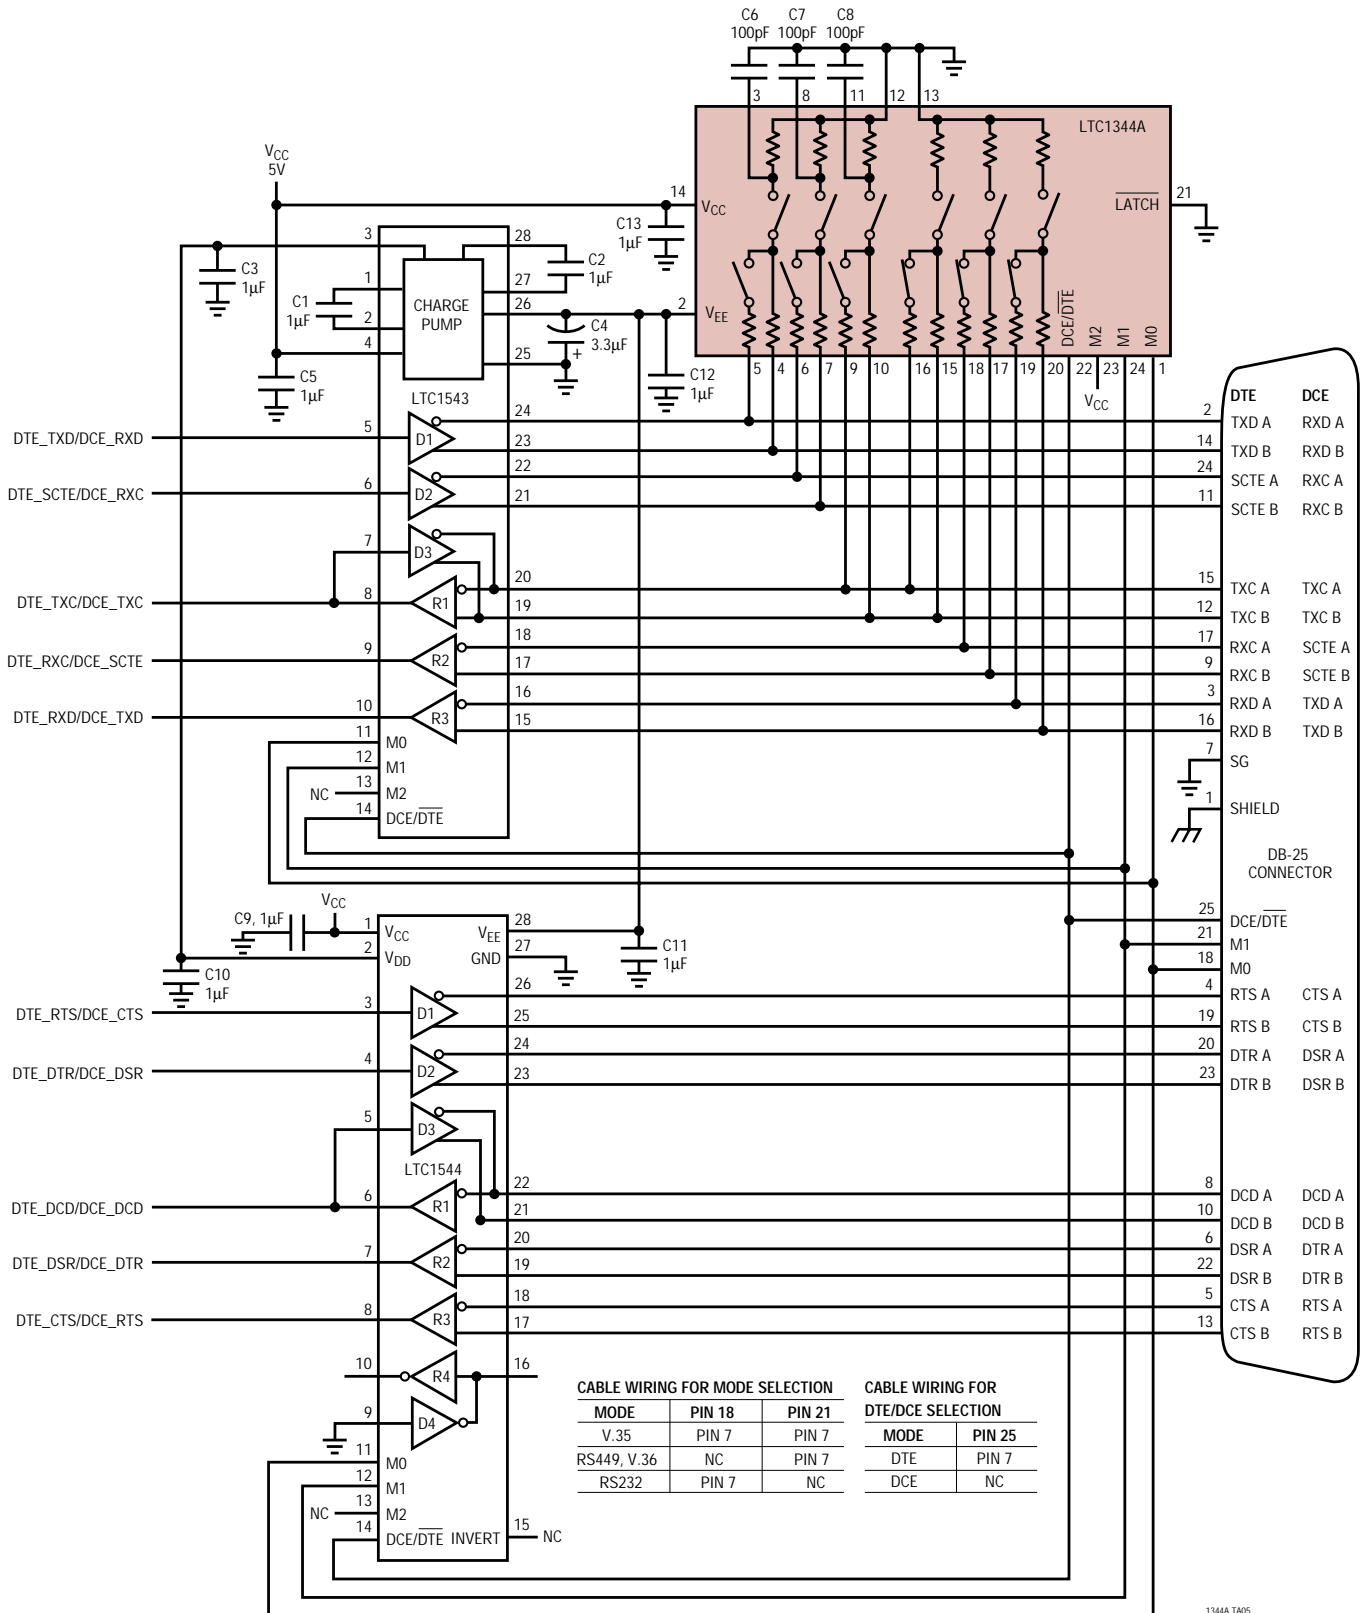 C6 C7 C8
100pF 100pF 100pF
3 8 11 12 13
LTC1344A
VCC
5V
14 VCC
LATCH 21
C13
1µF
3 28
C3
1µF
C2
1µF
1 27
C1
1µF
CHARGE
PUMP
26 2 VEE
2
C4
3.3µF
+
4 25
DCE/DTE M2 M1 M0
C5
1µF
C12
1µF
5 4 6 7 9 10 16 15 18 17 19 20 22 23 24 1
VCC
LTC1543
DTE DCE
DTE_TXD/DCE_RXD 5 D1 24 2 TXD A RXD A
23 14 TXD B RXD B
DTE_SCTE/DCE_RXC 6 D2 22 24 SCTE A RXC A
21 11 SCTE B RXC B
7 D3
DTE_TXC/DCE_TXC 8 R1 20 15 TXC A TXC A
19 12 TXC B TXC B
DTE_RXC/DCE_SCTE 9 R2 18 17 RXC A SCTE A
17 9 RXC B SCTE B
DTE_RXD/DCE_TXD 10 R3 16 3 RXD A TXD A
15 16 RXD B TXD B
11 M0
7 SG
12 M1
NC 13 M2
1 SHIELD
14 DCE/DTE
DB-25
CONNECTOR
C9, 1µF
VCC
1 VCC VEE 28
25 DCE/DTE
2 VDD GND 27
21 M1
C11
1µF
18 M0
C10
1µF
DTE_RTS/DCE_CTS 3 D1 26 4 RTS A CTS A
25 19 RTS B CTS B
DTE_DTR/DCE_DSR 4 D2 24 20 DTR A DSR A
23 23 DTR B DSR B
5 D3
LTC1544
DTE_DCD/DCE_DCD 6 R1 22 8 DCD A DCD A
21 10 DCD B DCD B
DTE_DSR/DCE_DTR 7 R2 20 6 DSR A DTR A
19 22 DSR B DTR B
DTE_CTS/DCE_RTS 8 R3 18 5 CTS A RTS A
17 13 CTS B RTS B
10 R4 16
9 D4
11 M0
12 M1
NC 13 M2
14 DCE/DTE INVERT 15 NC
CABLE WIRING FOR MODE SELECTION
MODE PIN 18 PIN 21
V.35 PIN 7 PIN 7
RS449, V.36 NC PIN 7
RS232 PIN 7 NC
CABLE WIRING FOR
DTE/DCE SELECTION
MODE PIN 25
DTE PIN 7
DCE NC
1344A TA05